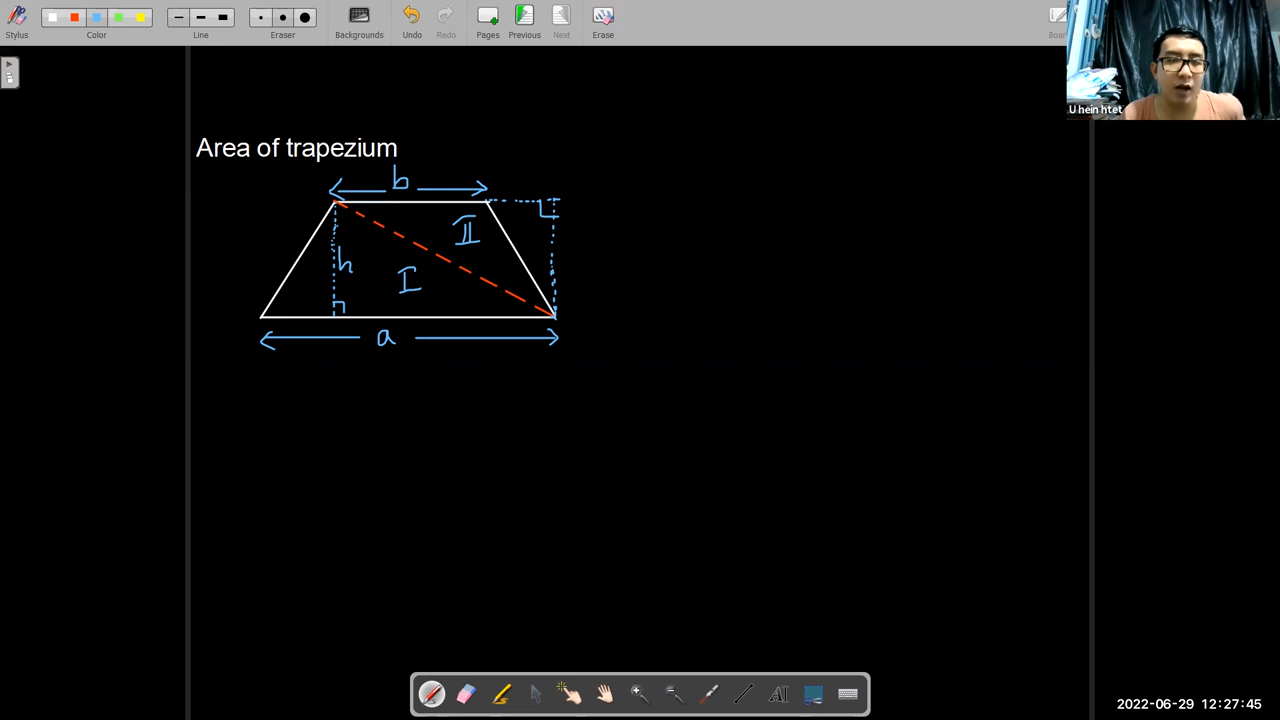 Stylus
Color
Line
Eraser
Backgrounds
Undo
Redo
Pages
Previous
Next
Erase
U hein htet
Area of trapezium
b
II
h
I
a
2022-06-29 12:27:45